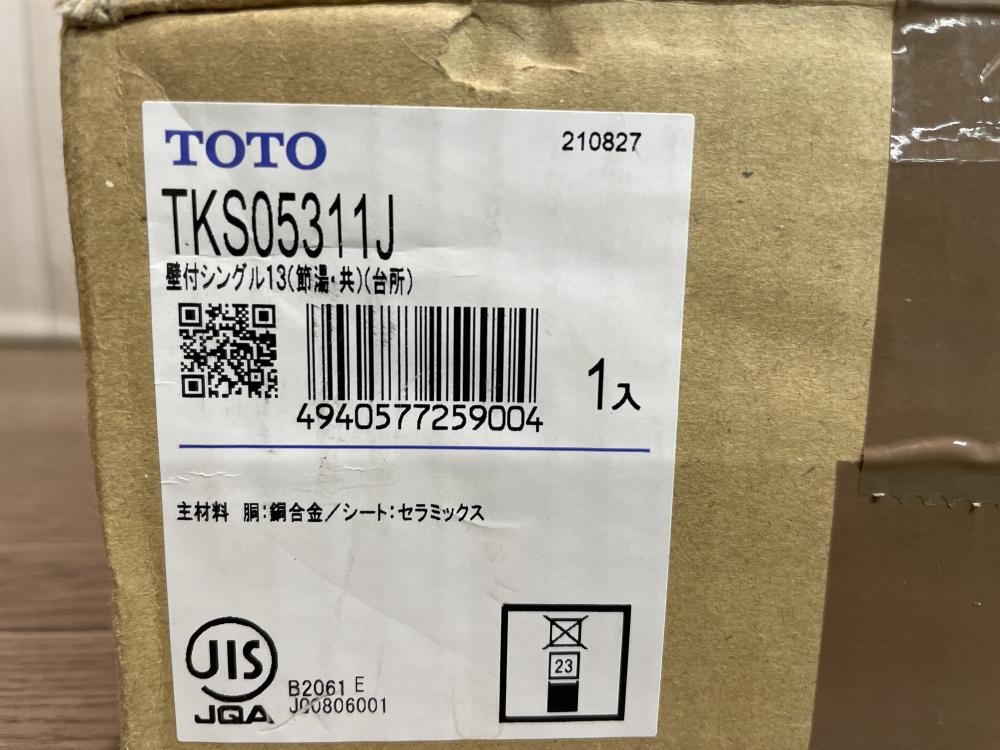 TOTO
210827
TKS05311J
壁付シングル13(節湯・共)(台所)
4940577259004
1入
主材料 胴:銅合金/シート:セラミックス
JIS
JQA
B2061 E
JQ0806001
23